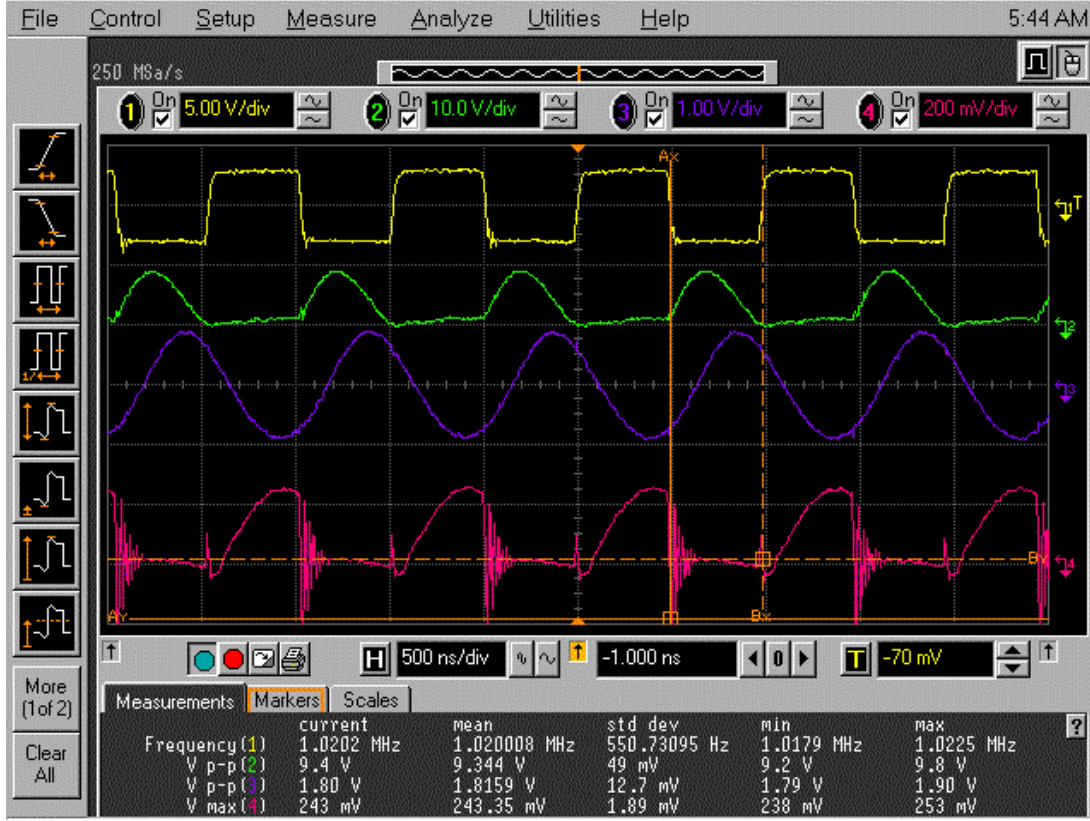 File Control Setup Measure Analyze Utilities Help 5:44 AM
250 MSa/s
1 On 5.00 V/div 2 On 10.0 V/div 3 On 1.00 V/div 4 On 200 mV/div
Ax
1 T
2
3
4
Ay Bx By
H 500 ns/div -1.000 ns 0 T -70 mV
1/
More
(1of 2)
Clear
All
Measurements Markers Scales
current mean std dev min max ?
Frequency(1) 1.0202 MHz 1.020008 MHz 550.73095 Hz 1.0179 MHz 1.0225 MHz
V p-p(2) 9.4 V 9.344 V 49 mV 9.2 V 9.8 V
V p-p(3) 1.80 V 1.8159 V 12.7 mV 1.79 V 1.90 V
V max(4) 243 mV 243.35 mV 1.89 mV 238 mV 253 mV